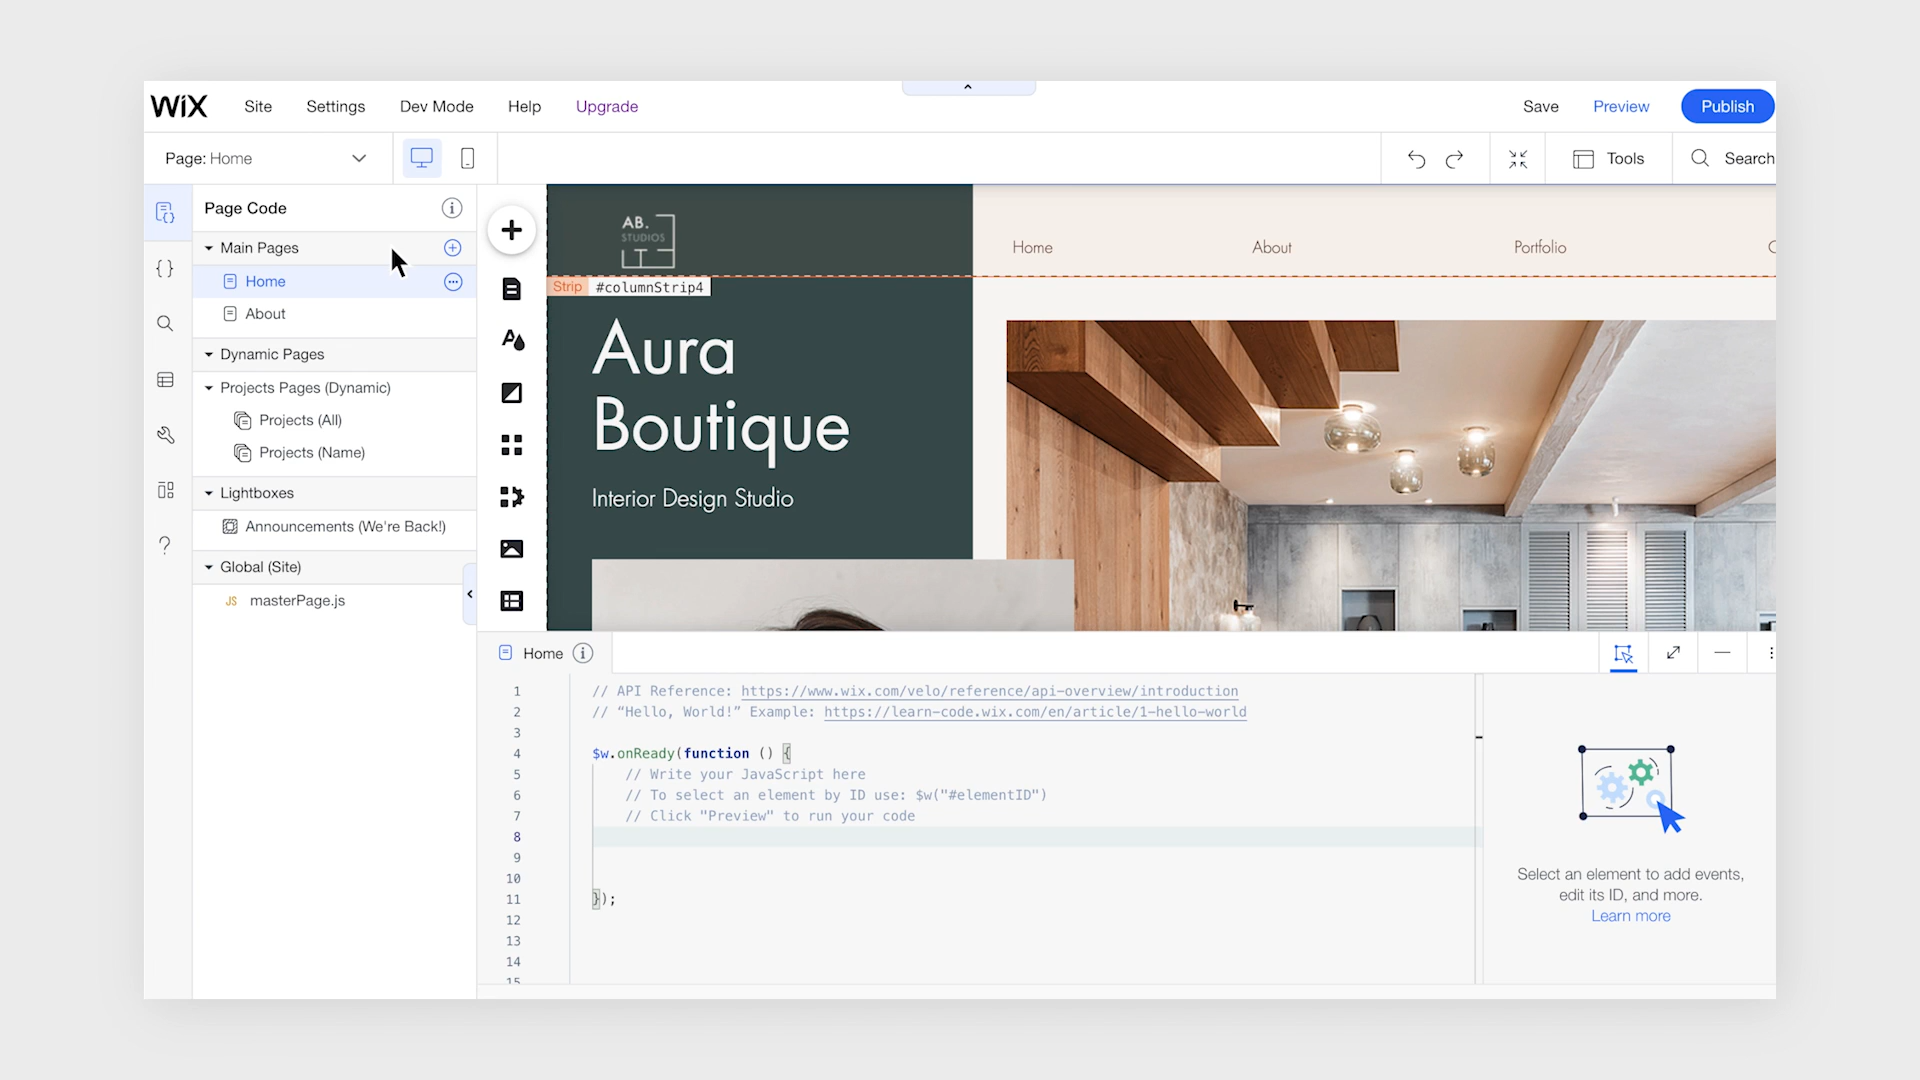 WiX Site Settings Dev Mode Help Upgrade Save Preview Publish
Page: Home Tools Search
Page Code
Main Pages
Home
About
Dynamic Pages
Projects Pages (Dynamic)
Projects (All)
Projects (Name)
Lightboxes
Announcements (We're Back!)
Global (Site)
JS masterPage.js
AB.
STUDIOS
Home About Portfolio C
Strip #columnStrip4
Aura
Boutique
Interior Design Studio
Home
1 // API Reference: https://www.wix.com/velo/reference/api-overview/introduction
2 // “Hello, World!” Example: https://learn-code.wix.com/en/article/1-hello-world
3
4 $w.onReady(function () {
5 // Write your JavaScript here
6 // To select an element by ID use: $w("#elementID")
7 // Click "Preview" to run your code
8
9
10
11 });
12
13
14
15
Select an element to add events,
edit its ID, and more.
Learn more